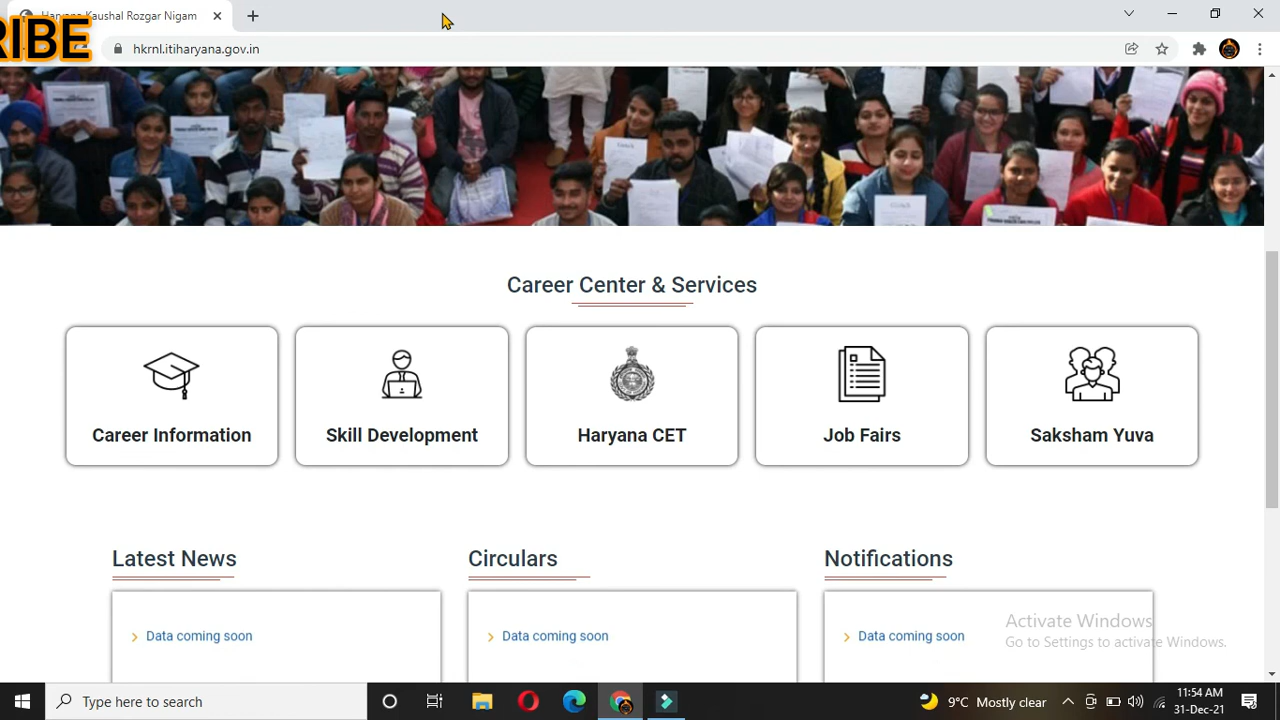 Haryana Kaushal Rozgar Nigam
RIBE
hkrnl.itiharyana.gov.in
Career Center & Services
Career Information
Skill Development
Haryana CET
Job Fairs
Saksham Yuva
Latest News
Circulars
Notifications
Data coming soon
Data coming soon
Data coming soon
Activate Windows
Go to Settings to activate Windows.
Type here to search
9°C Mostly clear
11:54 AM
31-Dec-21